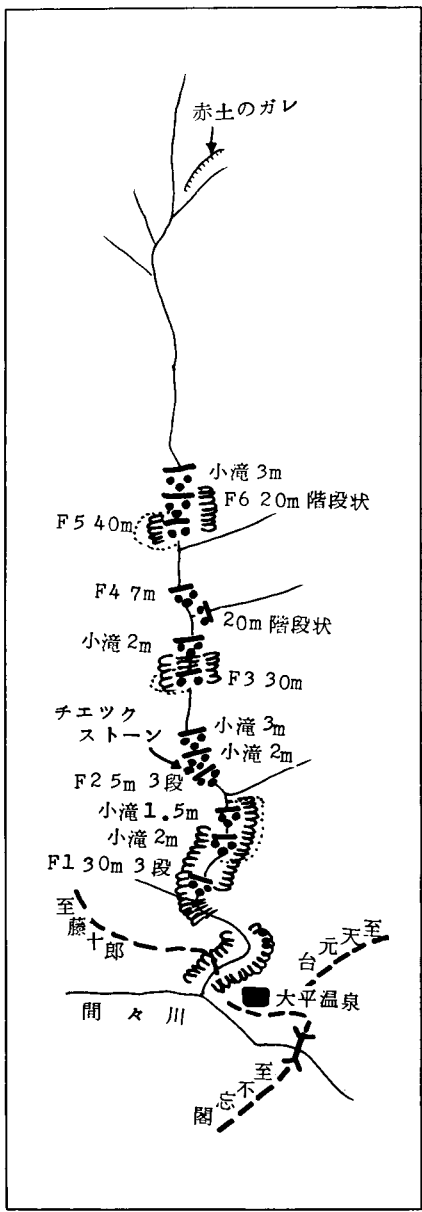 赤土のガレ
小滝 3m
F6 20m 階段状
F5 40m
F4 7m
20m 階段状
小滝 2m
F3 30m
チエツク
ストーン
小滝 3m
小滝 2m
F2 5m 3段
小滝 1.5m
小滝 2m
F1 30m 3段
至藤十郎
至天元台
大平温泉
間々川
至不忘閣